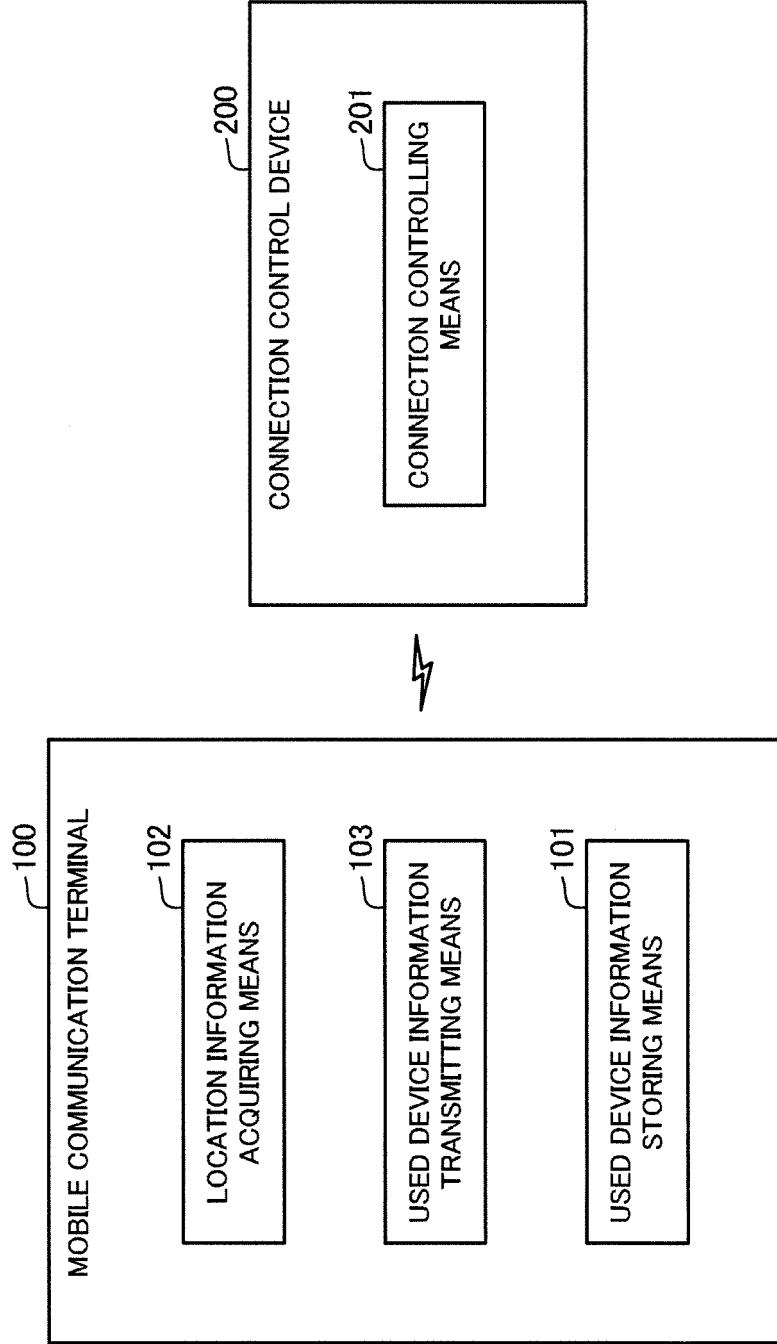 MOBILE COMMUNICATION TERMINAL
100
LOCATION INFORMATION
ACQUIRING MEANS
102
USED DEVICE INFORMATION
TRANSMITTING MEANS
103
USED DEVICE INFORMATION
STORING MEANS
101
CONNECTION CONTROL DEVICE
200
CONNECTION CONTROLLING
MEANS
201